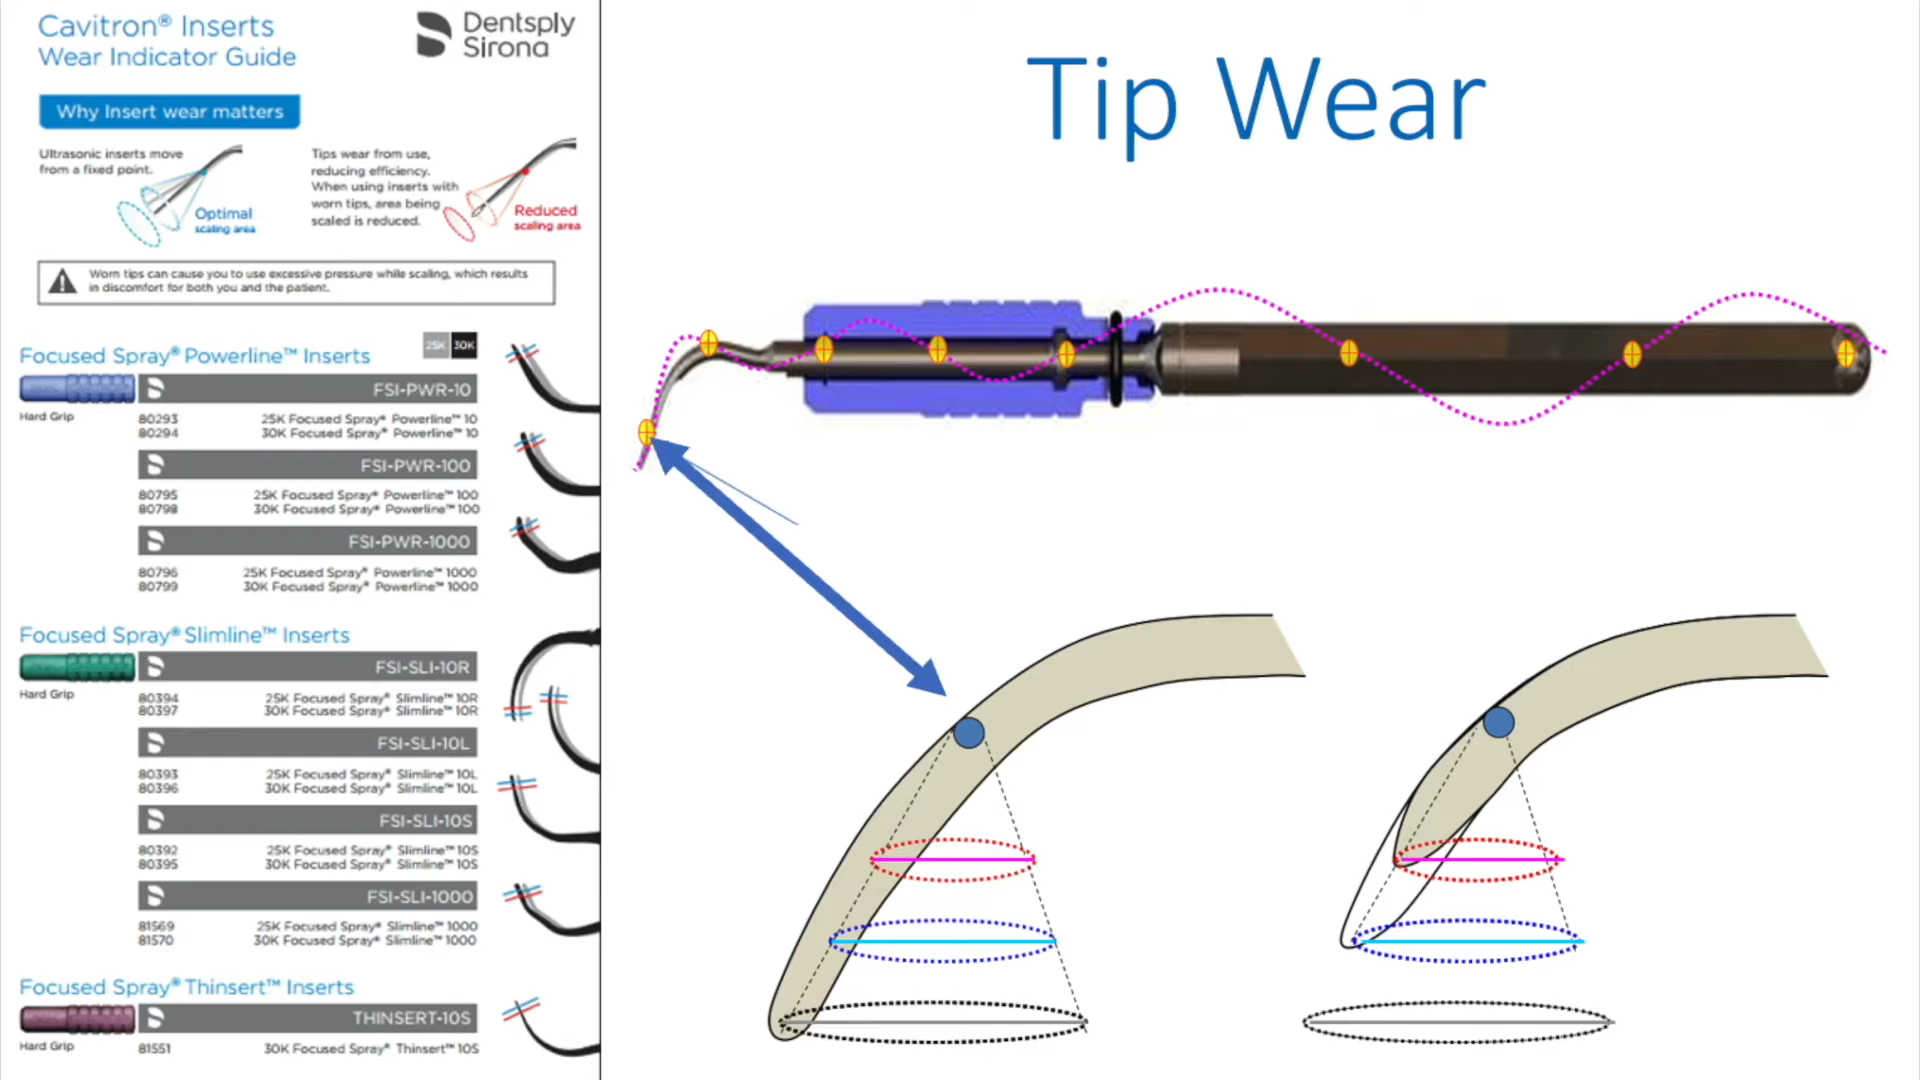 Cavitron® Inserts
Wear Indicator Guide
Dentsply
Sirona
Why Insert wear matters
Ultrasonic inserts move
from a fixed point.
Optimal
scaling area
Tips wear from use,
reducing efficiency.
When using inserts with
worn tips, area being
scaled is reduced.
Reduced
scaling area
Worn tips can cause you to use excessive pressure while scaling, which results
in discomfort for both you and the patient.
25K 30K
Focused Spray® Powerline™ Inserts
Hard Grip
FSI-PWR-10
80293 25K Focused Spray® Powerline™ 10
80294 30K Focused Spray® Powerline™ 10
FSI-PWR-100
80795 25K Focused Spray® Powerline™ 100
80798 30K Focused Spray® Powerline™ 100
FSI-PWR-1000
80796 25K Focused Spray® Powerline™ 1000
80799 30K Focused Spray® Powerline™ 1000
Focused Spray® Slimline™ Inserts
Hard Grip
FSI-SLI-10R
80394 25K Focused Spray® Slimline™ 10R
80397 30K Focused Spray® Slimline™ 10R
FSI-SLI-10L
80393 25K Focused Spray® Slimline™ 10L
80396 30K Focused Spray® Slimline™ 10L
FSI-SLI-10S
80392 25K Focused Spray® Slimline™ 10S
80395 30K Focused Spray® Slimline™ 10S
FSI-SLI-1000
81569 25K Focused Spray® Slimline™ 1000
81570 30K Focused Spray® Slimline™ 1000
Focused Spray® Thinsert™ Inserts
Hard Grip
THINSERT-10S
81551 30K Focused Spray® Thinsert™ 10S
Tip Wear